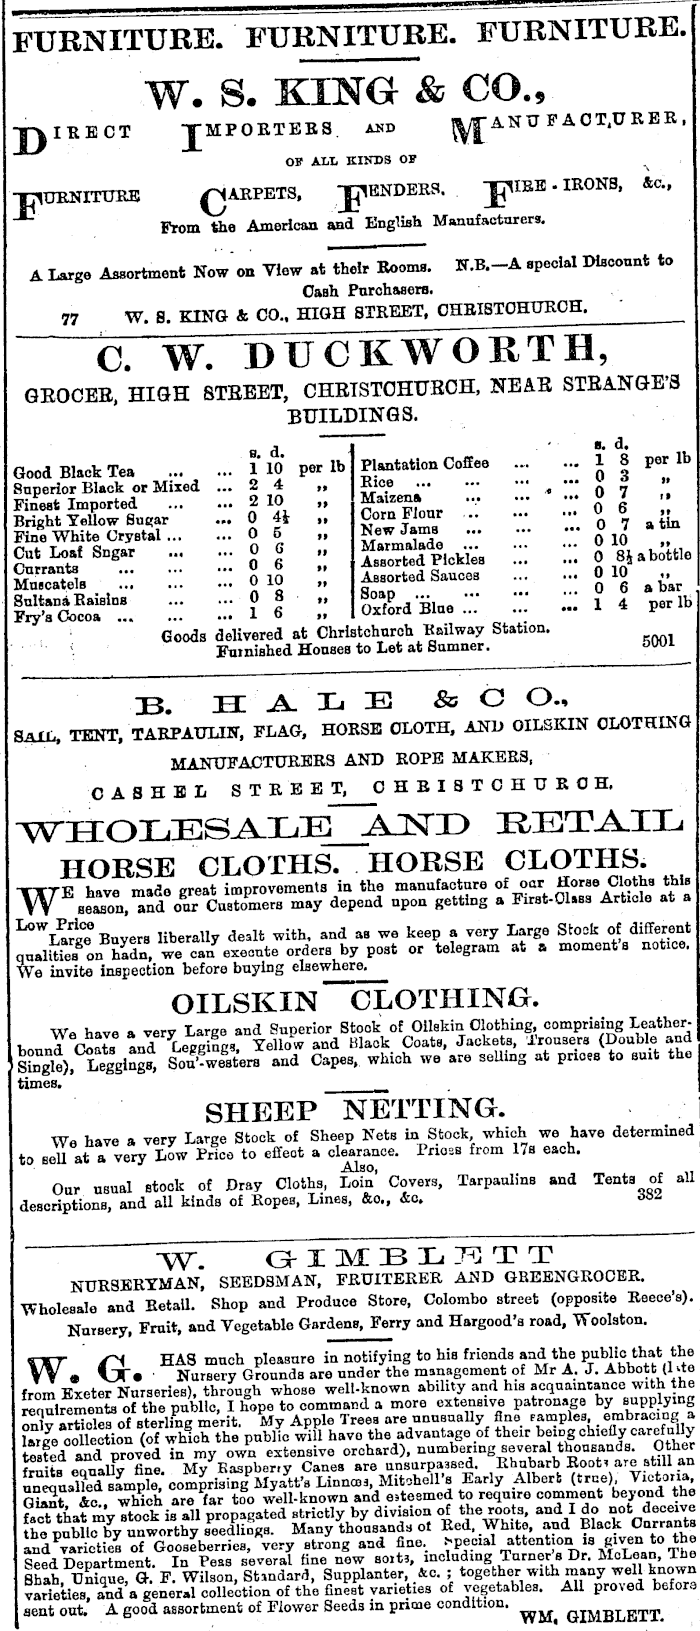 FURNITURE. FURNITURE. FURNITURE.
W. S. KING & CO.,
DIRECT IMPORTERS AND MANUFACTURER,
OF ALL KINDS OF
FURNITURE CARPETS, FENDERS. FIRE-IRONS, &c.,
From the American and English Manufacturers.
A Large Assortment Now on View at their Rooms. N.B.—A special Discount to
Cash Purchasers.
77 W. S. KING & CO., HIGH STREET, CHRISTCHURCH.
C. W. DUCKWORTH,
GROCER, HIGH STREET, CHRISTCHURCH, NEAR STRANGE'S
BUILDINGS.
s. d.
Good Black Tea ... ... 1 10 per lb
Superior Black or Mixed ... 2 4 „
Finest Imported ... 2 10 „
Bright Yellow Sugar ... 0 4½ „
Fine White Crystal ... ... 0 5 „
Cut Loaf Sngar ... ... 0 6 „
Currants ... ... ... 0 6 „
Muscatels ... ... ... 0 10 „
Sultana Raisins ... ... 0 8 „
Fry's Cocoa ... ... ... 1 6 „
s. d.
Plantation Coffee ... ... 1 8 per lb
Rice ... ... ... ... 0 3 „
Maizena ... ... 0 7 „
Corn Flour .. ... ... 0 6 „
New Jams ... ... 0 7 a tin
Marmalade ... ... ... 0 10 „
Assorted Pickles ... ... 0 8½ a bottle
Assorted Sauces ... ... 0 10 „
Soap ... ... ... ... 0 6 a bar
Oxford Blue ... ... ... 1 4 per lb
Goods delivered at Christchurch Railway Station.
Furnished Houses to Let at Sumner. 5001
B. HALE & CO.,
SAIL, TENT, TARPAULIN, FLAG, HORSE CLOTH, AND OILSKIN CLOTHING
MANUFACTURERS AND ROPE MAKERS,
CASHEL STREET, CHRISTCHURCH.
WHOLESALE AND RETAIL
HORSE CLOTHS. HORSE CLOTHS.
WE have made great improvements in the manufacture of our Horse Cloths this
season, and our Customers may depend upon getting a First-Class Article at a
Low Price
Large Buyers liberally dealt with, and as we keep a very Large Stock of different
qualities on hadn, we can execute orders by post or telegram at a moment's notice.
We invite inspection before buying elsewhere.
OILSKIN CLOTHING.
We have a very Large and Superior Stock of Oilskin Clothing, comprising Leather-
bound Coats and Leggings, Yellow and Black Coats, Jackets, Trousers (Double and
Single), Leggings, Sou'-westers and Capes, which we are selling at prices to suit the
times.
SHEEP NETTING.
We have a very Large Stock of Sheep Nets in Stock, which we have determined
to sell at a very Low Price to effect a clearance. Prices from 17s each.
Also,
Our usual stock of Dray Cloths, Loin Covers, Tarpaulins and Tents of all
descriptions, and all kinds of Ropes, Lines, &c., &c. 382
W. GIMBLETT
NURSERYMAN, SEEDSMAN, FRUITERER AND GREENGROCER.
Wholesale and Retail. Shop and Produce Store, Colombo street (opposite Reece's).
Nursery, Fruit, and Vegetable Gardens, Ferry and Hargood's road, Woolston.
W. G. HAS much pleasure in notifying to his friends and the public that the
Nursery Grounds are under the management of Mr A. J. Abbott (late
from Exeter Nurseries), through whose well-known ability and his acquaintance with the
requirements of the public, I hope to command a more extensive patronage by supplying
only articles of sterling merit. My Apple Trees are unusually fine samples, embracing a
large collection (of which the public will have the advantage of their being chiefly carefully
tested and proved in my own extensive orchard), numbering several thousands. Other
fruits equally fine. My Raspberry Canes are unsurpassed. Rhubarb Roots are still an
unequalled sample, comprising Myatt's Linnœs, Mitchell's Early Albert (true), Victoria,
Giant, &c., which are far too well-known and esteemed to require comment beyond the
fact that my stock is all propagated strictly by division of the roots, and I do not deceive
the public by unworthy seedlings. Many thousands of Red, White, and Black Currants
and varieties of Gooseberries, very strong and fine. Special attention is given to the
Seed Department. In Peas several fine new sorts, including Turner's Dr. McLean, The
Shah, Unique, G. F. Wilson, Standard, Supplanter, &c. ; together with many well known
varieties, and a general collection of the finest varieties of vegetables. All proved before
sent out. A good assortment of Flower Seeds in prime condition.
WM, GIMBLETT.